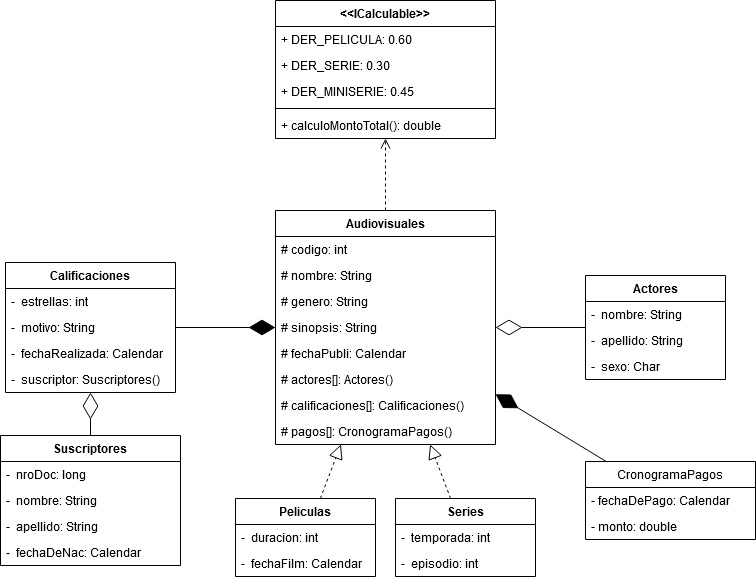 <<ICalculable>>
+ DER_PELICULA: 0.60
+ DER_SERIE: 0.30
+ DER_MINISERIE: 0.45
+ calculoMontoTotal(): double
Audiovisuales
# codigo: int
# nombre: String
# genero: String
# sinopsis: String
# fechaPubli: Calendar
# actores[]: Actores()
# calificaciones[]: Calificaciones()
# pagos[]: CronogramaPagos()
Calificaciones
- estrellas: int
- motivo: String
- fechaRealizada: Calendar
- suscriptor: Suscriptores()
Actores
- nombre: String
- apellido: String
- sexo: Char
Suscriptores
- nroDoc: long
- nombre: String
- apellido: String
- fechaDeNac: Calendar
CronogramaPagos
- fechaDePago: Calendar
- monto: double
Peliculas
- duracion: int
- fechaFilm: Calendar
Series
- temporada: int
- episodio: int